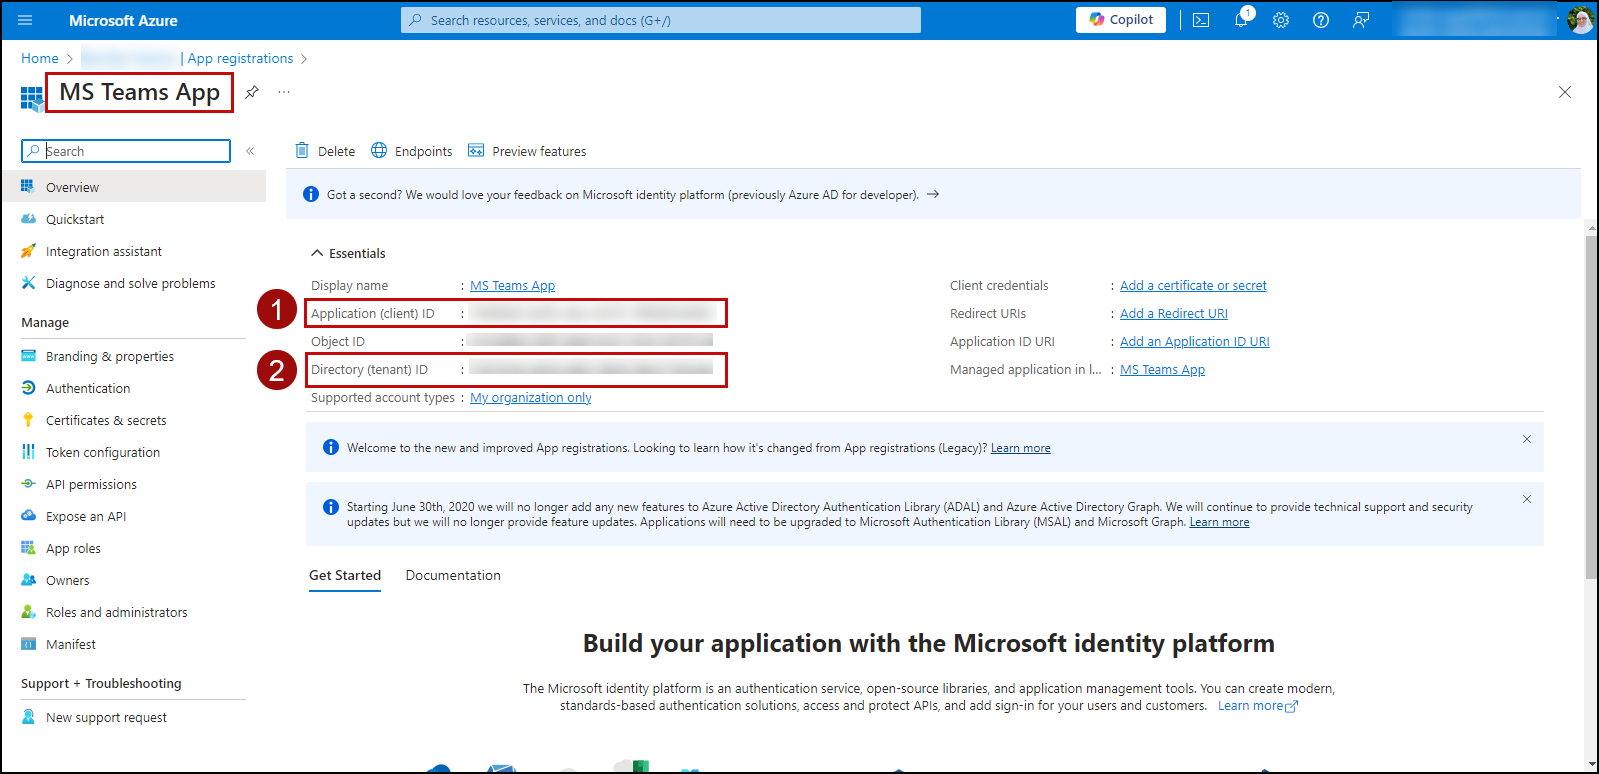 Microsoft Azure
Search resources, services, and docs (G+/)
Copilot
1
Home > | App registrations >
MS Teams App
...
Search
«
Delete
Endpoints
Preview features
Got a second? We would love your feedback on Microsoft identity platform (previously Azure AD for developer). →
Overview
Quickstart
Integration assistant
Diagnose and solve problems
Manage
Branding & properties
Authentication
Certificates & secrets
Token configuration
API permissions
Expose an API
App roles
Owners
Roles and administrators
Manifest
Support + Troubleshooting
New support request
Essentials
Display name : MS Teams App
1 Application (client) ID :
Object ID :
2 Directory (tenant) ID :
Supported account types : My organization only
Client credentials : Add a certificate or secret
Redirect URIs : Add a Redirect URI
Application ID URI : Add an Application ID URI
Managed application in l... : MS Teams App
Welcome to the new and improved App registrations. Looking to learn how it's changed from App registrations (Legacy)? Learn more
Starting June 30th, 2020 we will no longer add any new features to Azure Active Directory Authentication Library (ADAL) and Azure Active Directory Graph. We will continue to provide technical support and security
updates but we will no longer provide feature updates. Applications will need to be upgraded to Microsoft Authentication Library (MSAL) and Microsoft Graph. Learn more
Get Started
Documentation
Build your application with the Microsoft identity platform
The Microsoft identity platform is an authentication service, open-source libraries, and application management tools. You can create modern,
standards-based authentication solutions, access and protect APIs, and add sign-in for your users and customers. Learn more